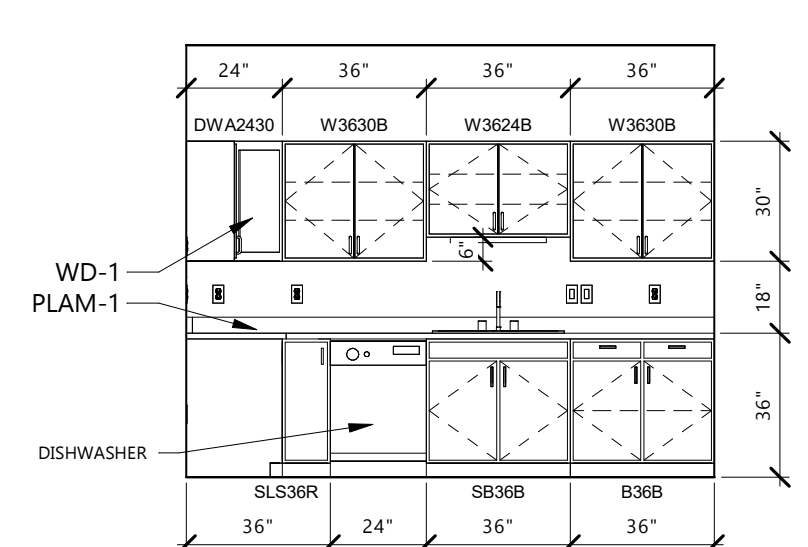 24" 36" 36" 36"
DWA2430 W3630B W3624B W3630B
30"
6"
WD-1
PLAM-1
18"
36"
DISHWASHER
SLS36R SB36B B36B
36" 24" 36" 36"